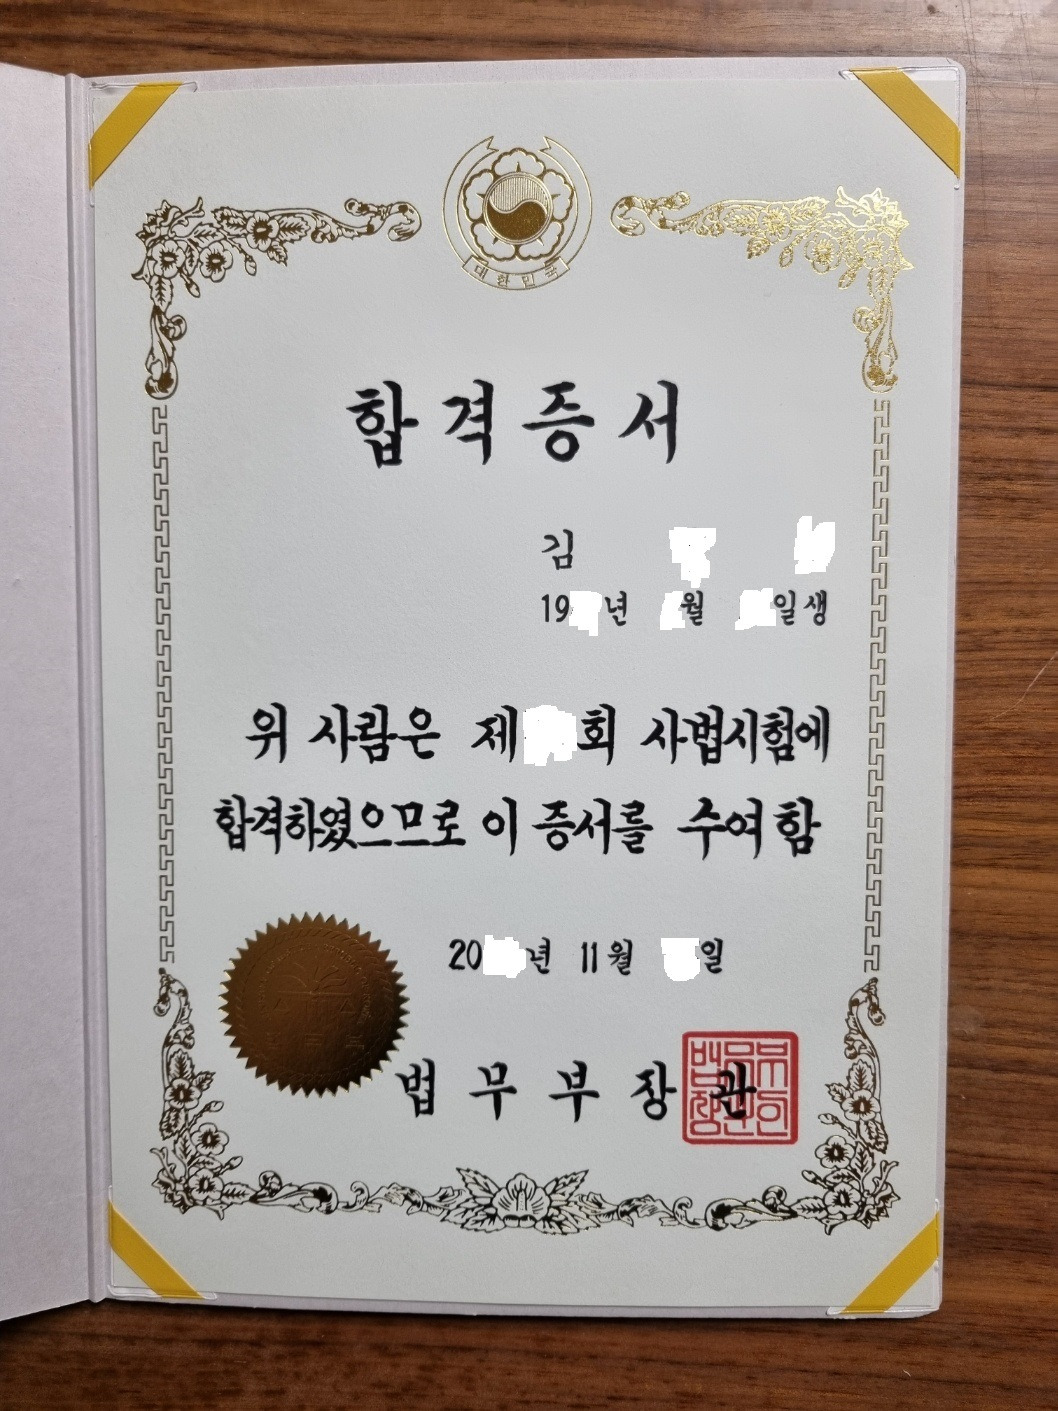 대한민국
합격증서
김
19 년 월 일생
위 사람은 제 회 사법시험에
합격하였으므로 이 증서를 수여함
20 년 11월 일
법무부장관